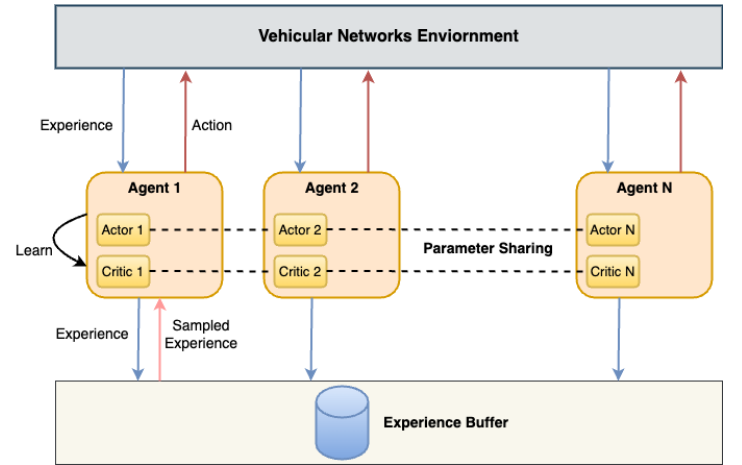 Vehicular Networks Enviornment
Experience
Action
Agent 1
Agent 2
Agent N
Actor 1
Actor 2
Actor N
Learn
Parameter Sharing
Critic 1
Critic 2
Critic N
Experience
Sampled
Experience
Experience Buffer